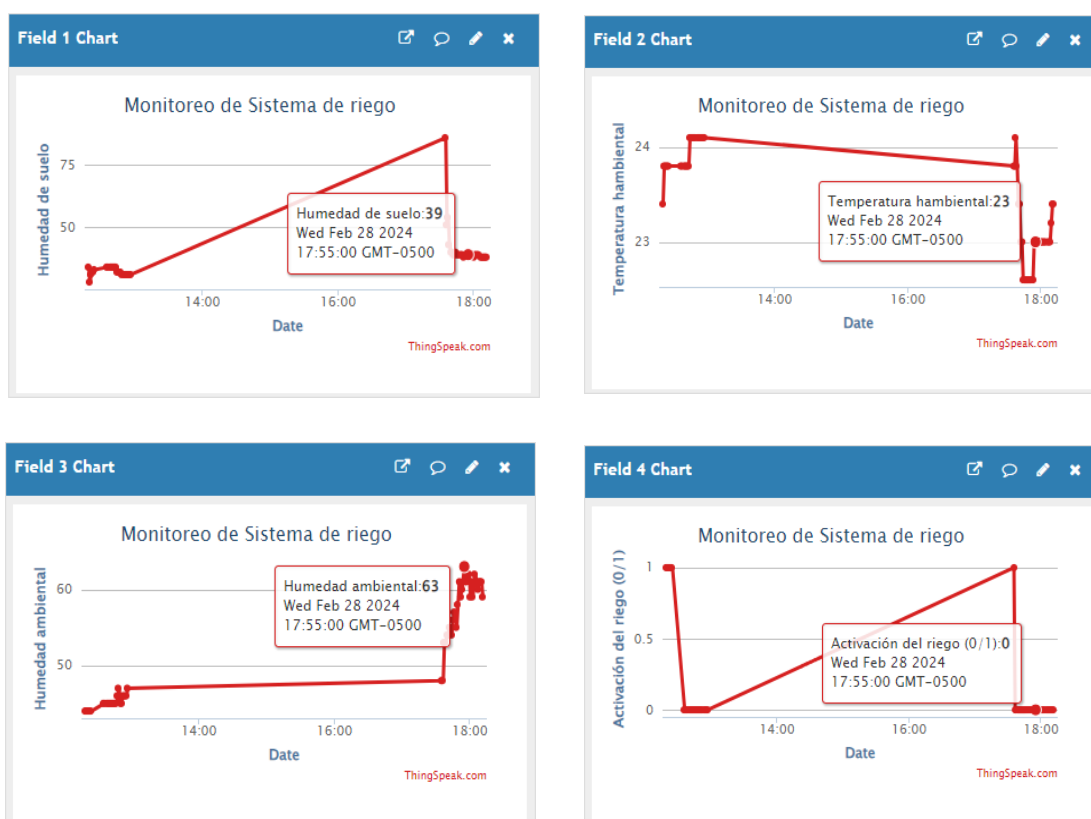 Field 1 Chart
Monitoreo de Sistema de riego
Humedad de suelo
75
50
Humedad de suelo:39
Wed Feb 28 2024
17:55:00 GMT-0500
14:00
16:00
18:00
Date
ThingSpeak.com
Field 2 Chart
Monitoreo de Sistema de riego
Temperatura hambiental
24
23
Temperatura hambiental:23
Wed Feb 28 2024
17:55:00 GMT-0500
14:00
16:00
18:00
Date
ThingSpeak.com
Field 3 Chart
Monitoreo de Sistema de riego
Humedad ambiental
60
50
Humedad ambiental:63
Wed Feb 28 2024
17:55:00 GMT-0500
14:00
16:00
18:00
Date
ThingSpeak.com
Field 4 Chart
Monitoreo de Sistema de riego
Activación del riego (0/1)
1
0.5
0
Activación del riego (0/1):0
Wed Feb 28 2024
17:55:00 GMT-0500
14:00
16:00
18:00
Date
ThingSpeak.com